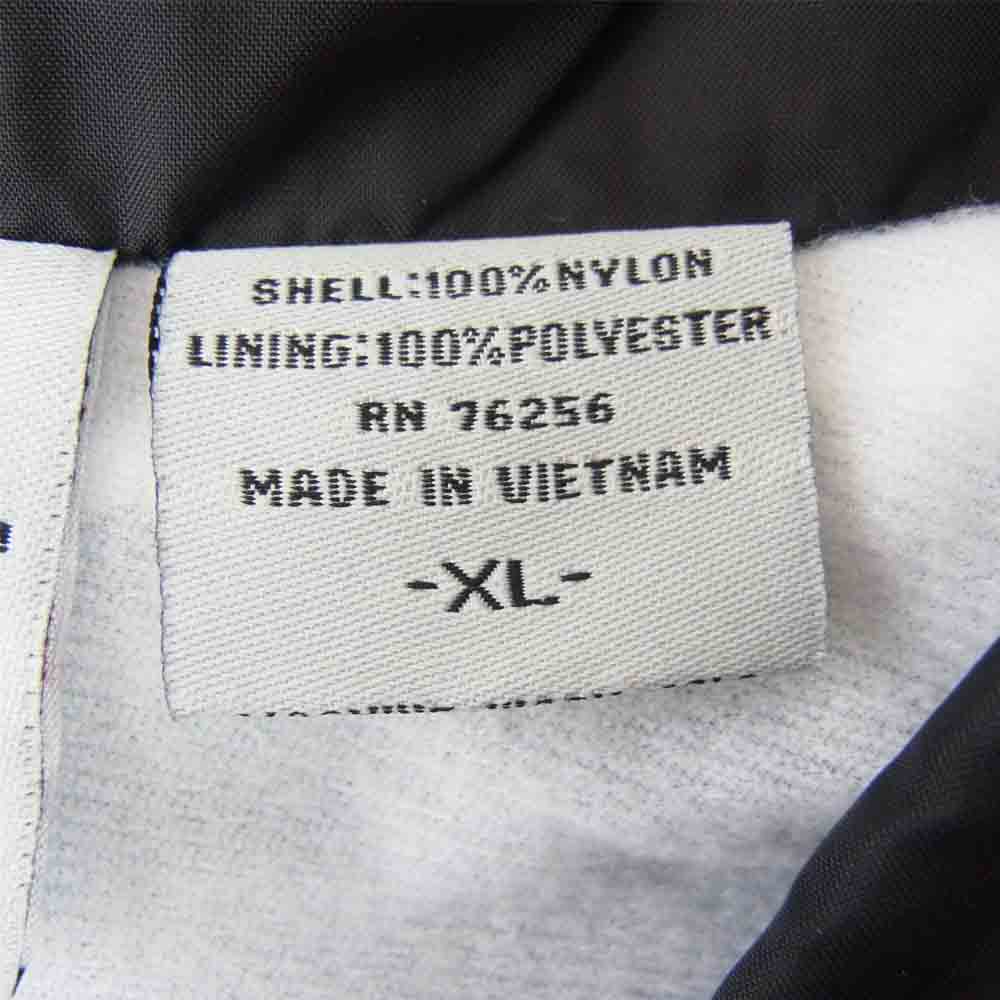 SHELL:100%NYLON
LINING:100%POLYESTER
RN 76256
MADE IN VIETNAM
-XL-